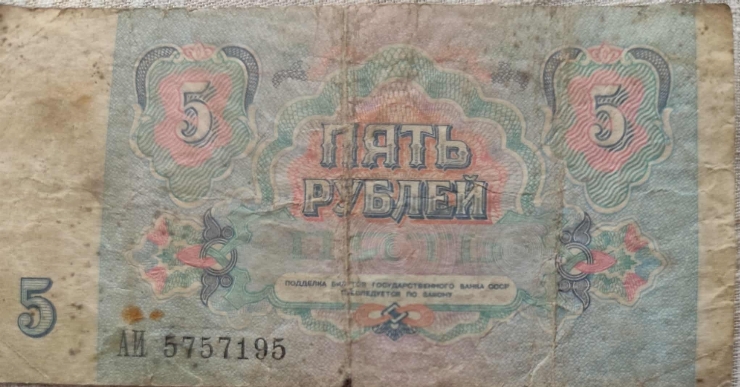 5
5
ПЯТЬ
РУБЛЕЙ
ПОДДЕЛКА БИЛЕТОВ ГОСУДАРСТВЕННОГО БАНКА СССР
ПРЕСЛЕДУЕТСЯ ПО ЗАКОНУ
5
АИ 5757195